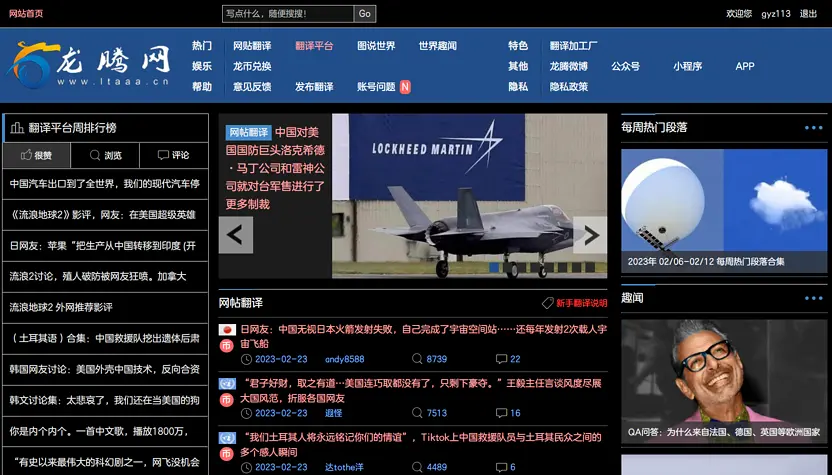 网站首页
写点什么，随便搜搜!
Go
欢迎您 gyz113 退出
龙腾网
www.ltaaa.cn
热门 网贴翻译 翻译平台 图说世界 世界趣闻
娱乐 龙币兑换
帮助 意见反馈 发布翻译 账号问题 N
特色 翻译加工厂
其他 龙腾微博 公众号 小程序 APP
隐私 隐私政策
翻译平台周排行榜
很赞 浏览 评论
中国汽车出口到了全世界，我们的现代汽车停
《流浪地球2》影评，网友：在美国超级英雄
日网友：苹果“把生产从中国转移到印度 (开
流浪2讨论，殖人破防被网友狂喷。加拿大
流浪地球2 外网推荐影评
（土耳其语）合集：中国救援队挖出遗体后肃
韩国网友讨论：美国外壳中国技术，反向合资
韩文讨论集：太悲哀了，我们还在当美国的狗
你是内个内个。一首中文歌，播放1800万，
“有史以来最伟大的科幻剧之一，网飞没机会
网帖翻译 中国对美
国国防巨头洛克希德
·马丁公司和雷神公
司就对台军售进行了
更多制裁
LOCKHEED MARTIN
网帖翻译
新手翻译说明
日网友：中国无视日本火箭发射失败，自己完成了宇宙空间站……还每年发射2次载人宇
宙飞船
币
2023-02-23 andy8588 8739 22
“君子好财，取之有道…美国连巧取都没有了，只剩下豪夺。”王毅主任言谈风度尽展
大国风范，折服各国网友
币
2023-02-23 遐怪 7513 16
“我们土耳其人将永远铭记你们的情谊”，Tiktok上中国救援队员与土耳其民众之间的
多个感人瞬间
币
2023-02-23 达tothe洋 4489 6
每周热门段落
2023年 02/06-02/12 每周热门段落合集
趣闻
QA问答：为什么来自法国、德国、英国等欧洲国家